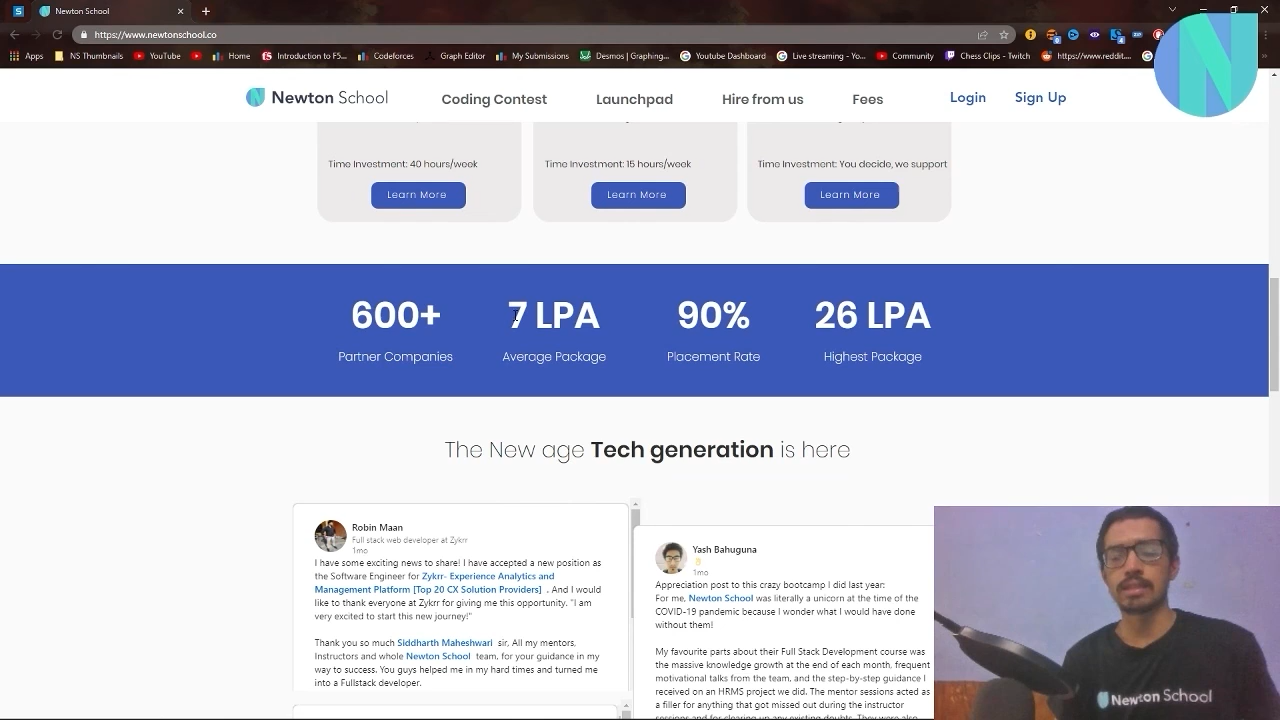 Newton School
https://www.newtonschool.co
Apps
NS Thumbnails
YouTube
Home
Introduction to F5...
Codeforces
Graph Editor
My Submissions
Desmos | Graphing...
Youtube Dashboard
Live streaming - Yo...
Community
Chess Clips - Twitch
https://www.reddit....
Newton School
Coding Contest
Launchpad
Hire from us
Fees
Login
Sign Up
Time Investment: 40 hours/week
Time Investment: 15 hours/week
Time Investment: You decide, we support
Learn More
Learn More
Learn More
600+
7 LPA
90%
26 LPA
Partner Companies
Average Package
Placement Rate
Highest Package
The New age Tech generation is here
Robin Maan
Full stack web developer at Zykrr
1mo
I have some exciting news to share! I have accepted a new position as
the Software Engineer for Zykrr- Experience Analytics and
Management Platform [Top 20 CX Solution Providers] . And I would
like to thank everyone at Zykrr for giving me this opportunity. "I am
very excited to start this new journey!"
Thank you so much Siddharth Maheshwari sir, All my mentors,
Instructors and whole Newton School team, for your guidance in my
way to success. You guys helped me in my hard times and turned me
into a Fullstack developer.
Yash Bahuguna
1mo
Appreciation post to this crazy bootcamp I did last year:
For me, Newton School was literally a unicorn at the time of the
COVID-19 pandemic because I wonder what I would have done
without them!
My favourite parts about their Full Stack Development course was
the massive knowledge growth at the end of each month, frequent
motivational talks from the team, and the step-by-step guidance I
received on an HRMS project we did. The mentor sessions acted as
a filler for anything that got missed out during the instructor
sessions and for clearing up any existing doubts. They were also
Newton School